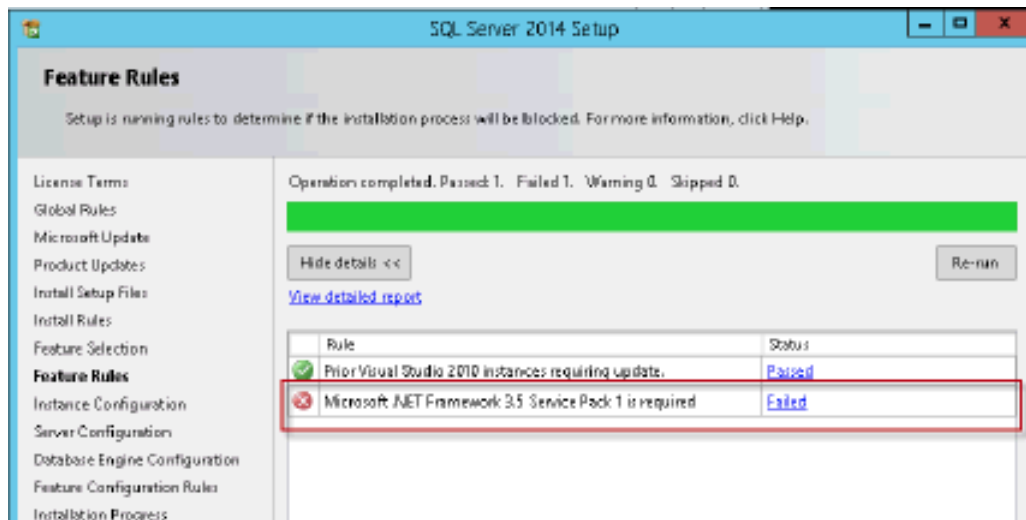 SQL Server 2014 Setup
Feature Rules
Setup is running rules to determine if the installation process will be blocked. For more information, click Help.
License Terms
Global Rules
Microsoft Update
Product Updates
Install Setup Files
Install Rules
Feature Selection
Feature Rules
Instance Configuration
Server Configuration
Database Engine Configuration
Feature Configuration Rules
Installation Progress
Operation completed. Passed: 1. Failed 1. Warning 0. Skipped 0.
Hide details <<
Re-run
View detailed report
Rule Status
Prior Visual Studio 2010 instances requiring update. Passed
Microsoft .NET Framework 3.5 Service Pack 1 is required Failed